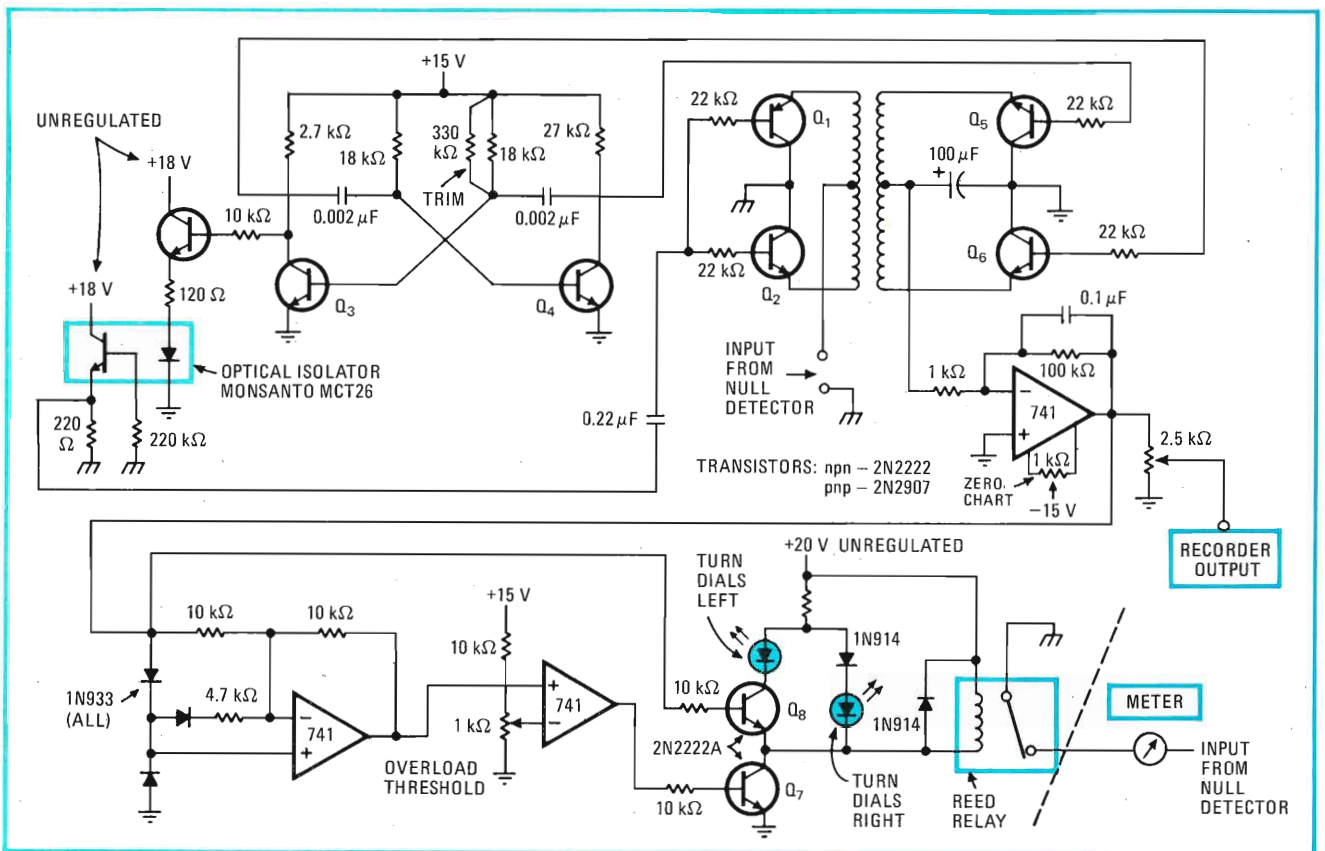 +15 V
UNREGULATED
+18 V
2.7 kΩ
18 kΩ
330
kΩ
TRIM
18 kΩ
27 kΩ
0.002 μF
0.002 μF
10 kΩ
Q3
Q4
120 Ω
+18 V
OPTICAL ISOLATOR
MONSANTO MCT26
220
Ω
220 kΩ
22 kΩ
Q1
22 kΩ
Q2
Q5
22 kΩ
100 μF
+
Q6
22 kΩ
INPUT
FROM
NULL
DETECTOR
0.22 μF
0.1 μF
1 kΩ
100 kΩ
−
741
+
1 kΩ
ZERO
CHART
−15 V
2.5 kΩ
TRANSISTORS: npn – 2N2222
pnp – 2N2907
RECORDER
OUTPUT
10 kΩ
10 kΩ
1N933
(ALL)
4.7 kΩ
−
741
+
+15 V
10 kΩ
1 kΩ
OVERLOAD
THRESHOLD
+
741
−
10 kΩ
10 kΩ
Q8
2N2222A
Q7
TURN
DIALS
LEFT
+20 V UNREGULATED
1N914
1N914
TURN
DIALS
RIGHT
REED
RELAY
METER
INPUT
FROM
NULL
DETECTOR